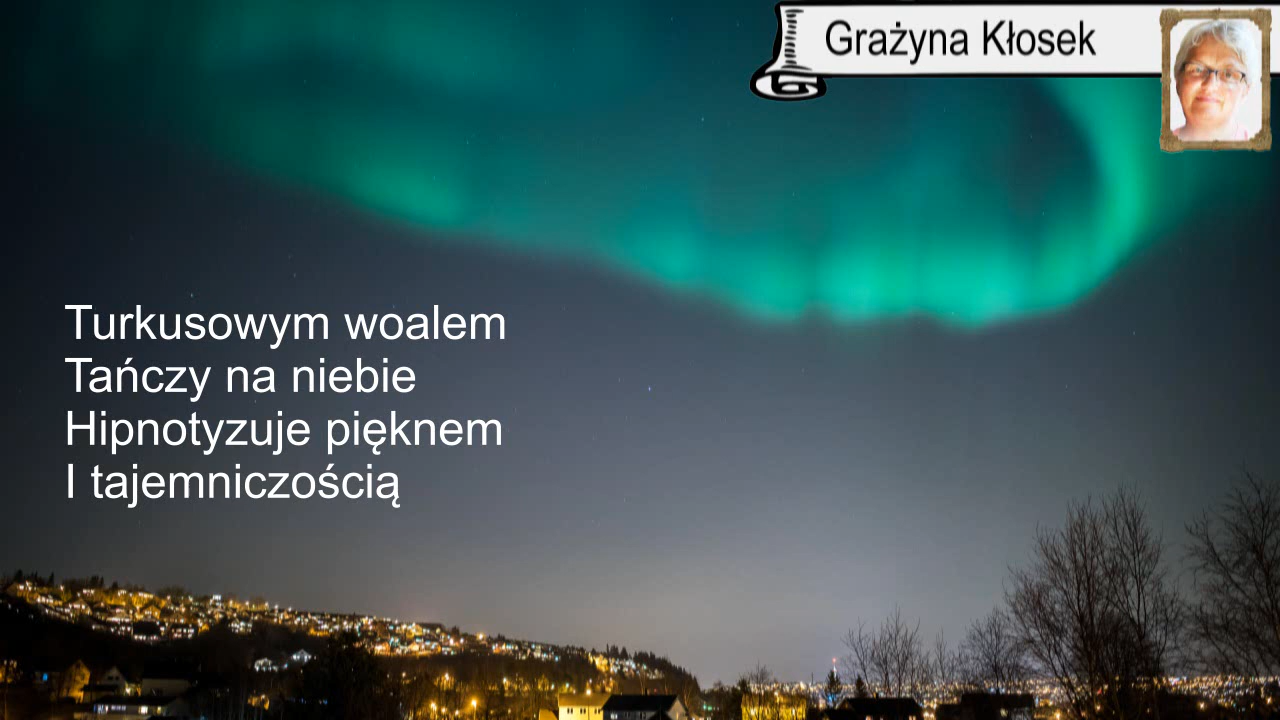 Grażyna Kłosek
Turkusowym woalem
Tańczy na niebie
Hipnotyzuje pięknem
I tajemniczością